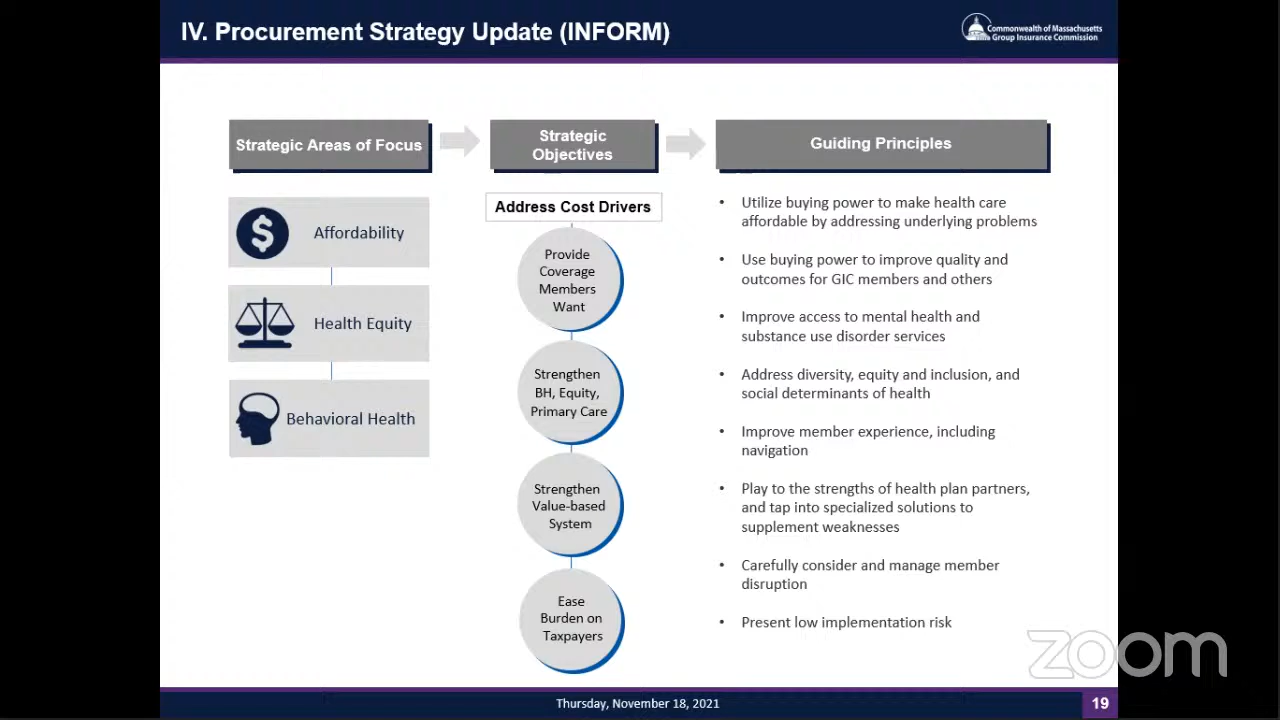 IV. Procurement Strategy Update (INFORM)
Commonwealth of Massachusetts
Group Insurance Commission
Strategic Areas of Focus
Affordability
Health Equity
Behavioral Health
Strategic
Objectives
Address Cost Drivers
Provide
Coverage
Members
Want
Strengthen
BH, Equity,
Primary Care
Strengthen
Value-based
System
Ease
Burden on
Taxpayers
Guiding Principles
• Utilize buying power to make health care
affordable by addressing underlying problems
• Use buying power to improve quality and
outcomes for GIC members and others
• Improve access to mental health and
substance use disorder services
• Address diversity, equity and inclusion, and
social determinants of health
• Improve member experience, including
navigation
• Play to the strengths of health plan partners,
and tap into specialized solutions to
supplement weaknesses
• Carefully consider and manage member
disruption
• Present low implementation risk
zoom
Thursday, November 18, 2021
19